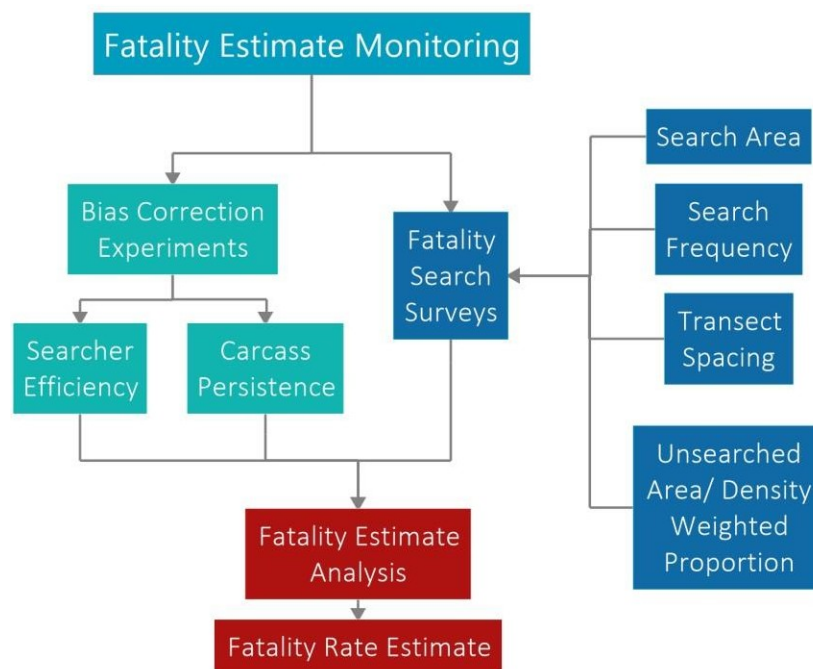 Fatality Estimate Monitoring
Bias Correction
Experiments
Searcher
Efficiency
Carcass
Persistence
Fatality
Search
Surveys
Search Area
Search
Frequency
Transect
Spacing
Unsearched
Area/ Density
Weighted
Proportion
Fatality Estimate
Analysis
Fatality Rate Estimate